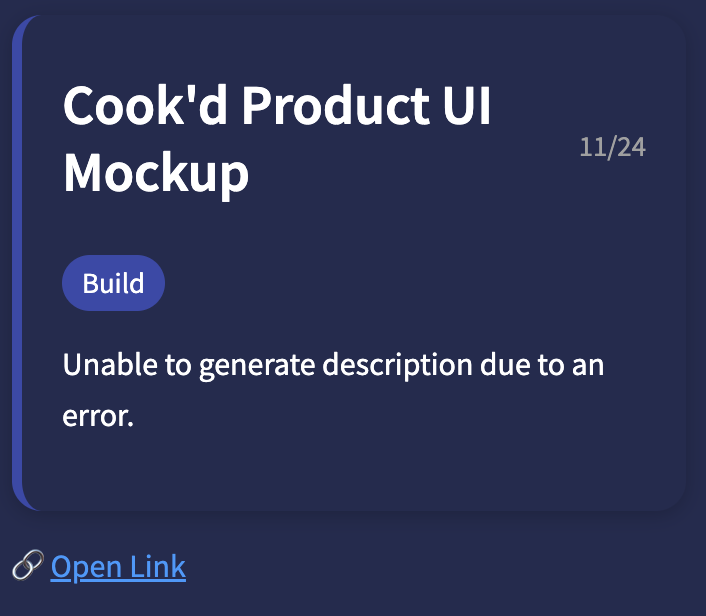 Cook'd Product UI
Mockup
11/24
Build
Unable to generate description due to an
error.
🔗 Open Link